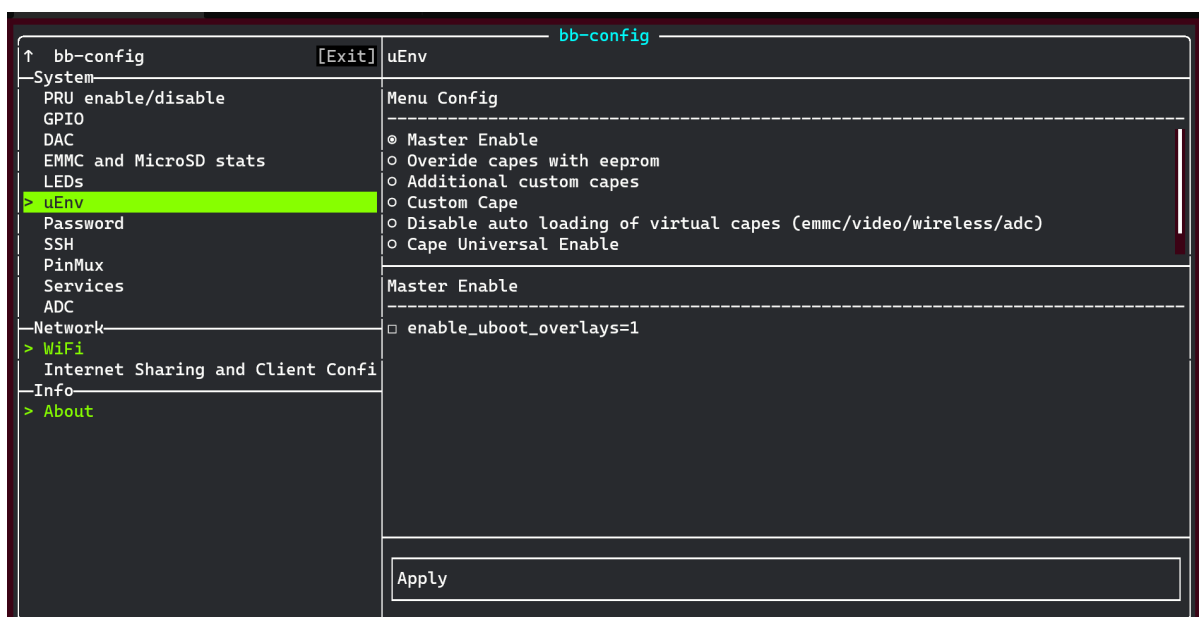 bb-config
↑ bb-config [Exit]
System
PRU enable/disable
GPIO
DAC
EMMC and MicroSD stats
LEDs
> uEnv
Password
SSH
PinMux
Services
ADC
Network
> WiFi
Internet Sharing and Client Confi
Info
> About
uEnv
Menu Config
Master Enable
Overide capes with eeprom
Additional custom capes
Custom Cape
Disable auto loading of virtual capes (emmc/video/wireless/adc)
Cape Universal Enable
Master Enable
enable_uboot_overlays=1
Apply